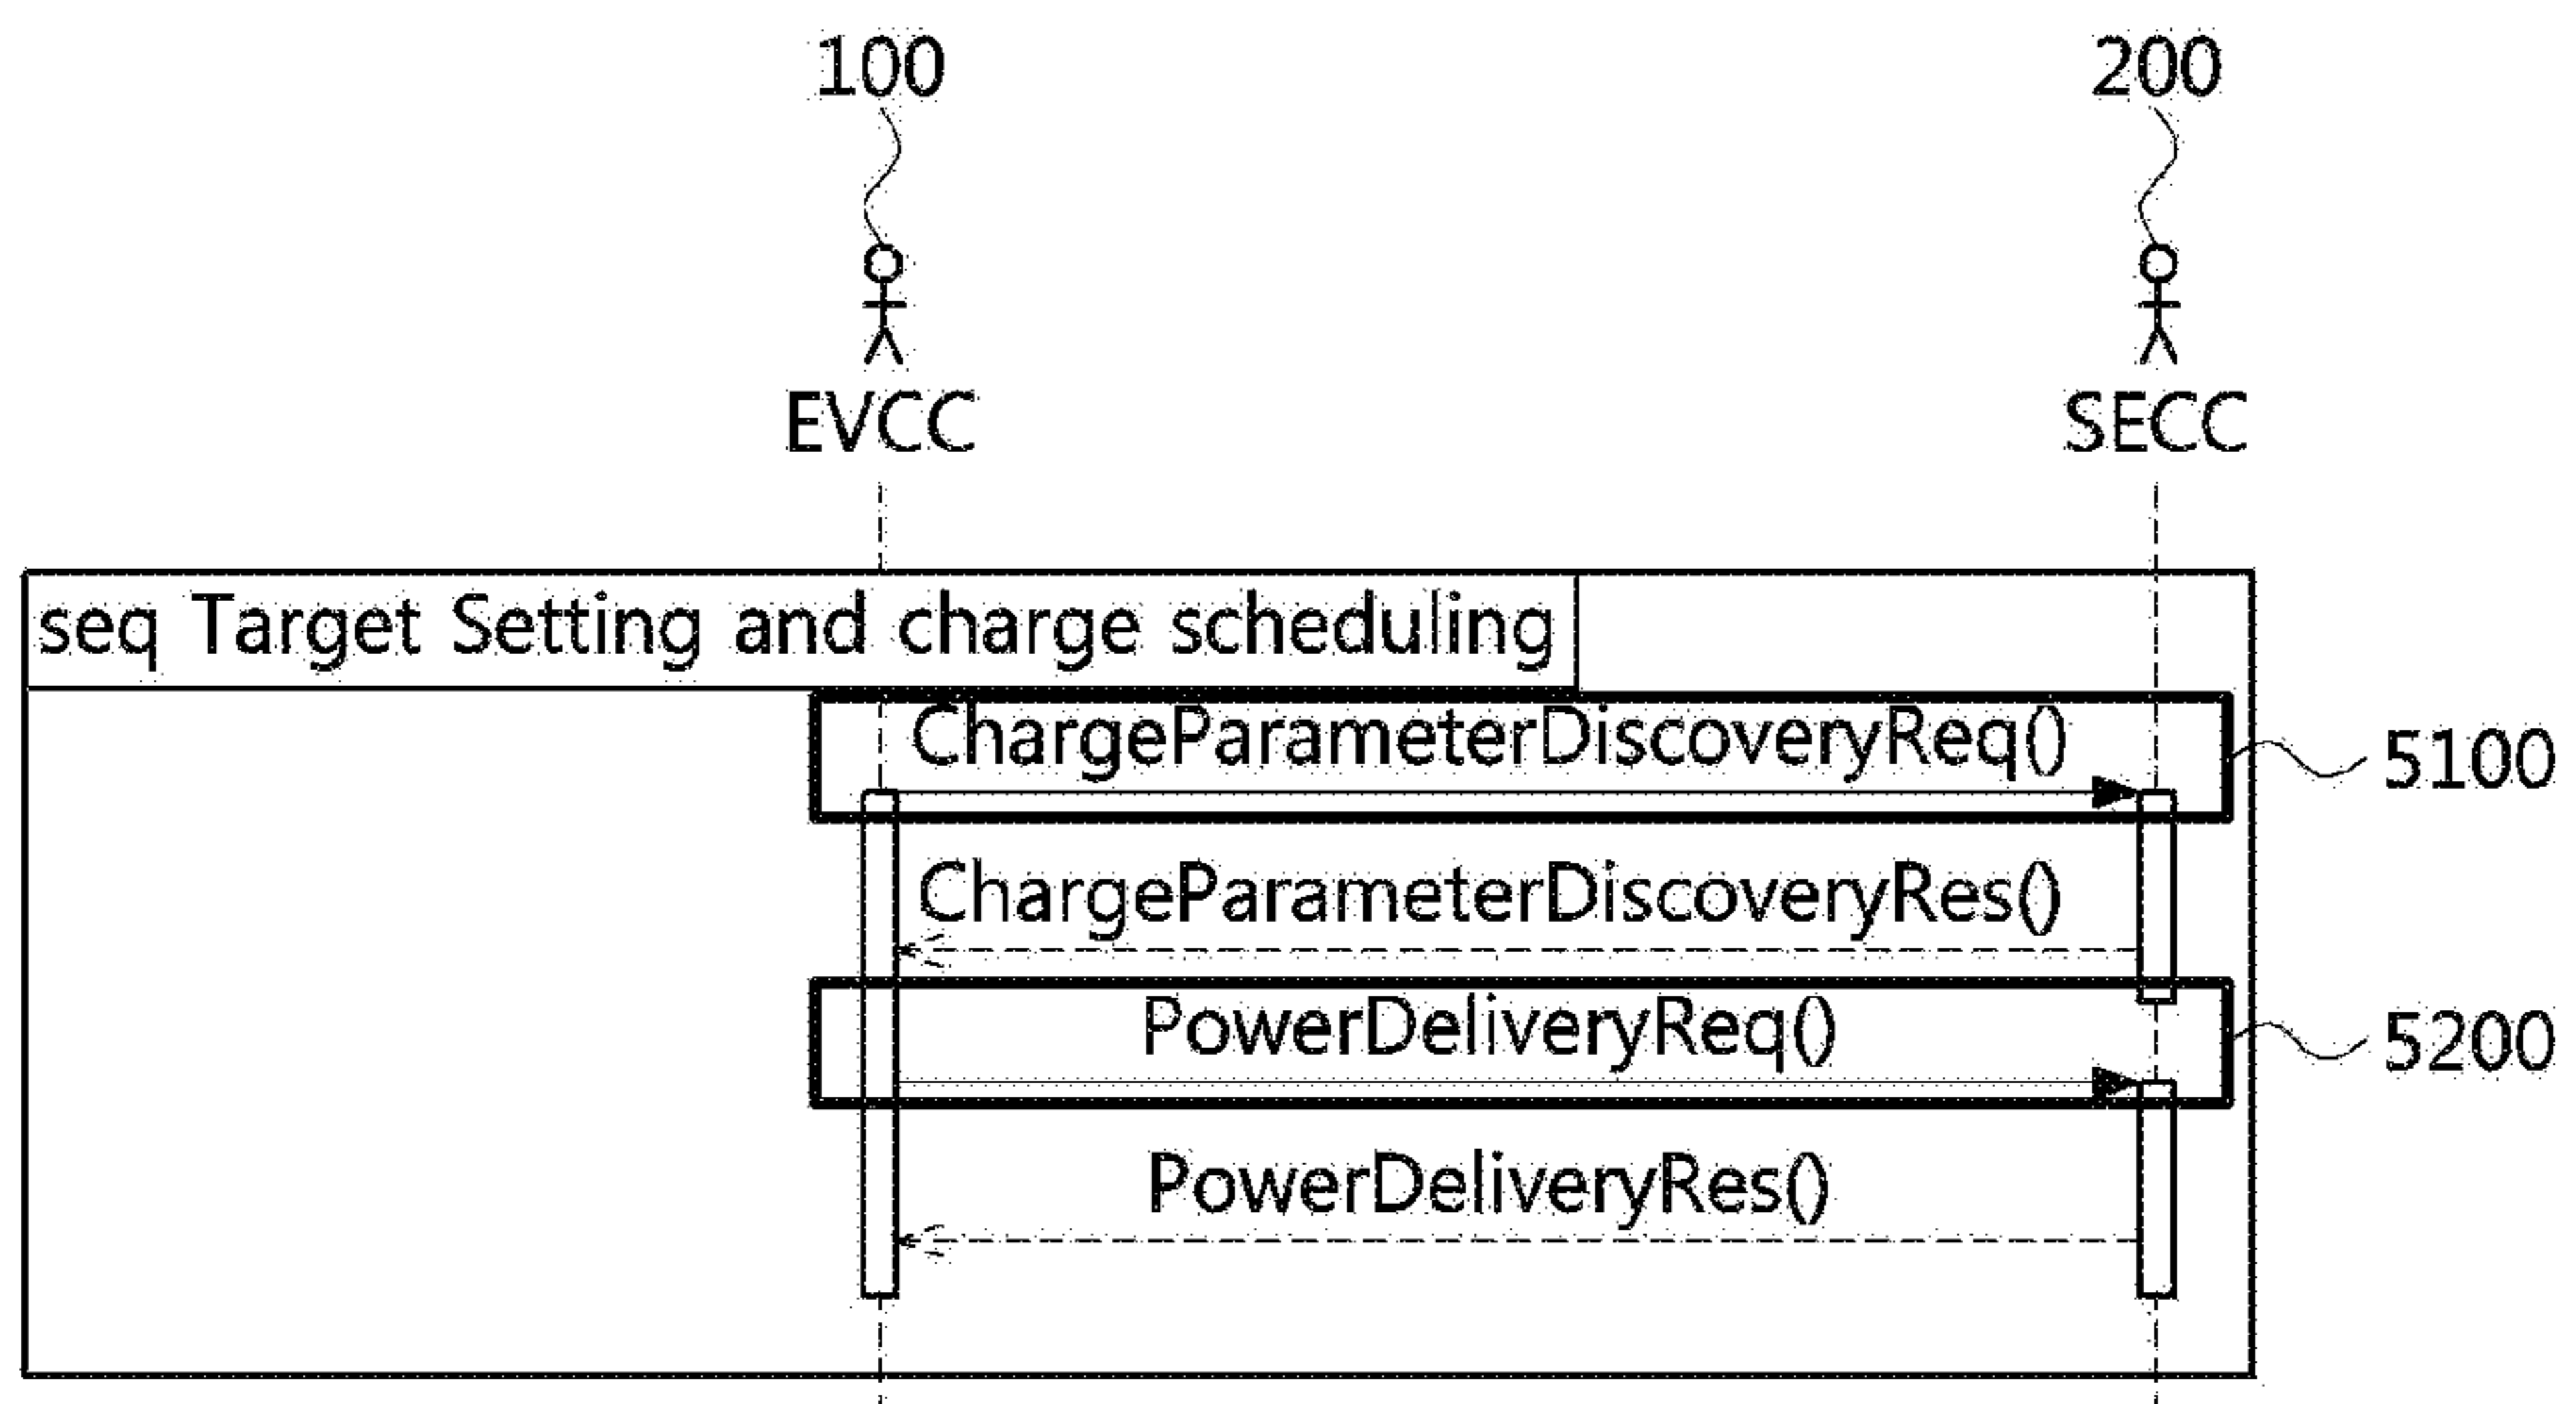 100
200
EVCC
SECC
seq Target Setting and charge scheduling
ChargeParameterDiscoveryReq()
5100
ChargeParameterDiscoveryRes()
PowerDeliveryReq()
5200
PowerDeliveryRes()